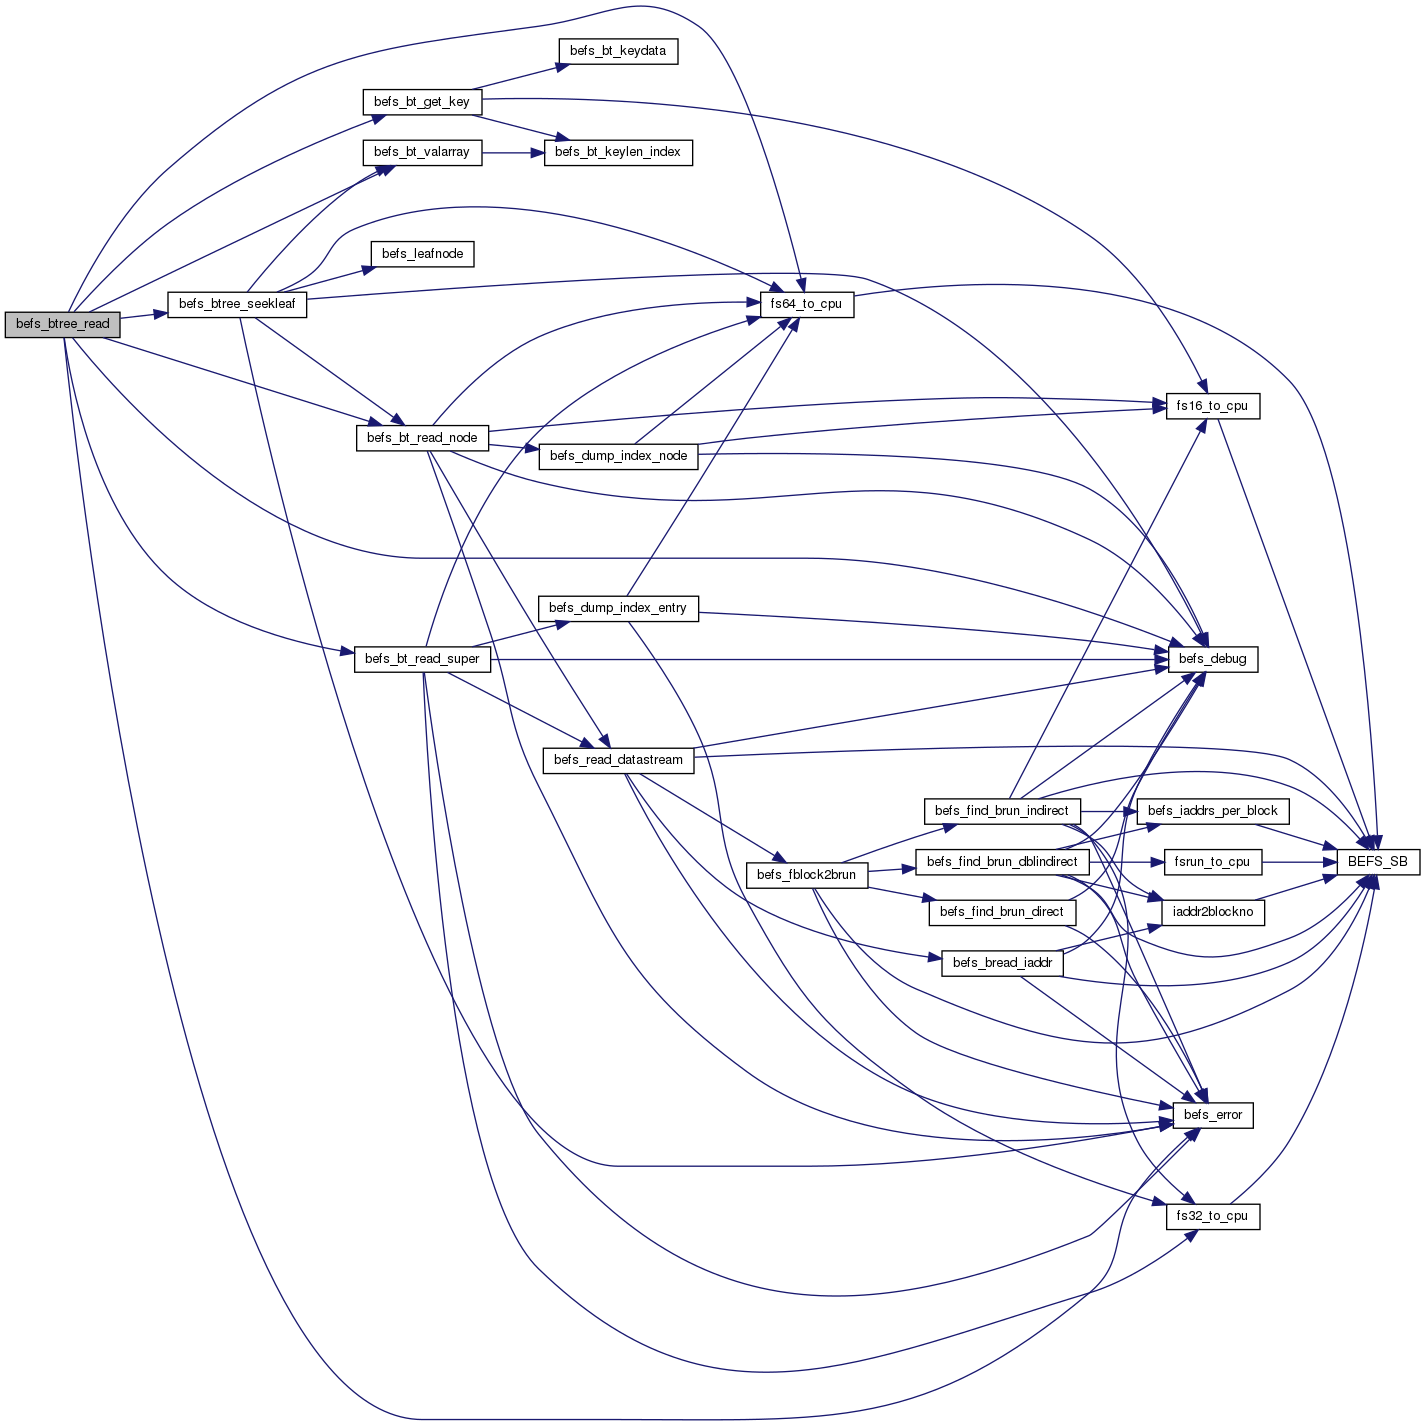 befs_bt_keydata
befs_bt_get_key
befs_bt_valarray
befs_bt_keylen_index
befs_leafnode
befs_btree_seekleaf
fs64_to_cpu
befs_btree_read
fs16_to_cpu
befs_bt_read_node
befs_dump_index_node
befs_dump_index_entry
befs_bt_read_super
befs_debug
befs_read_datastream
befs_find_brun_indirect
befs_iaddrs_per_block
befs_fblock2brun
befs_find_brun_dblindirect
fsrun_to_cpu
BEFS_SB
befs_find_brun_direct
iaddr2blockno
befs_bread_iaddr
befs_error
fs32_to_cpu